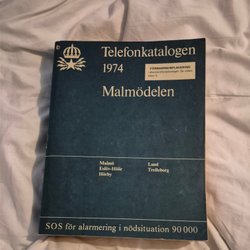 Telefonkatalogen
1974
Malmödelen
Malmö
Eslöv-Höör
Hörby
Lund
Trelleborg
SOS för alarmering i nödsituation 90 000